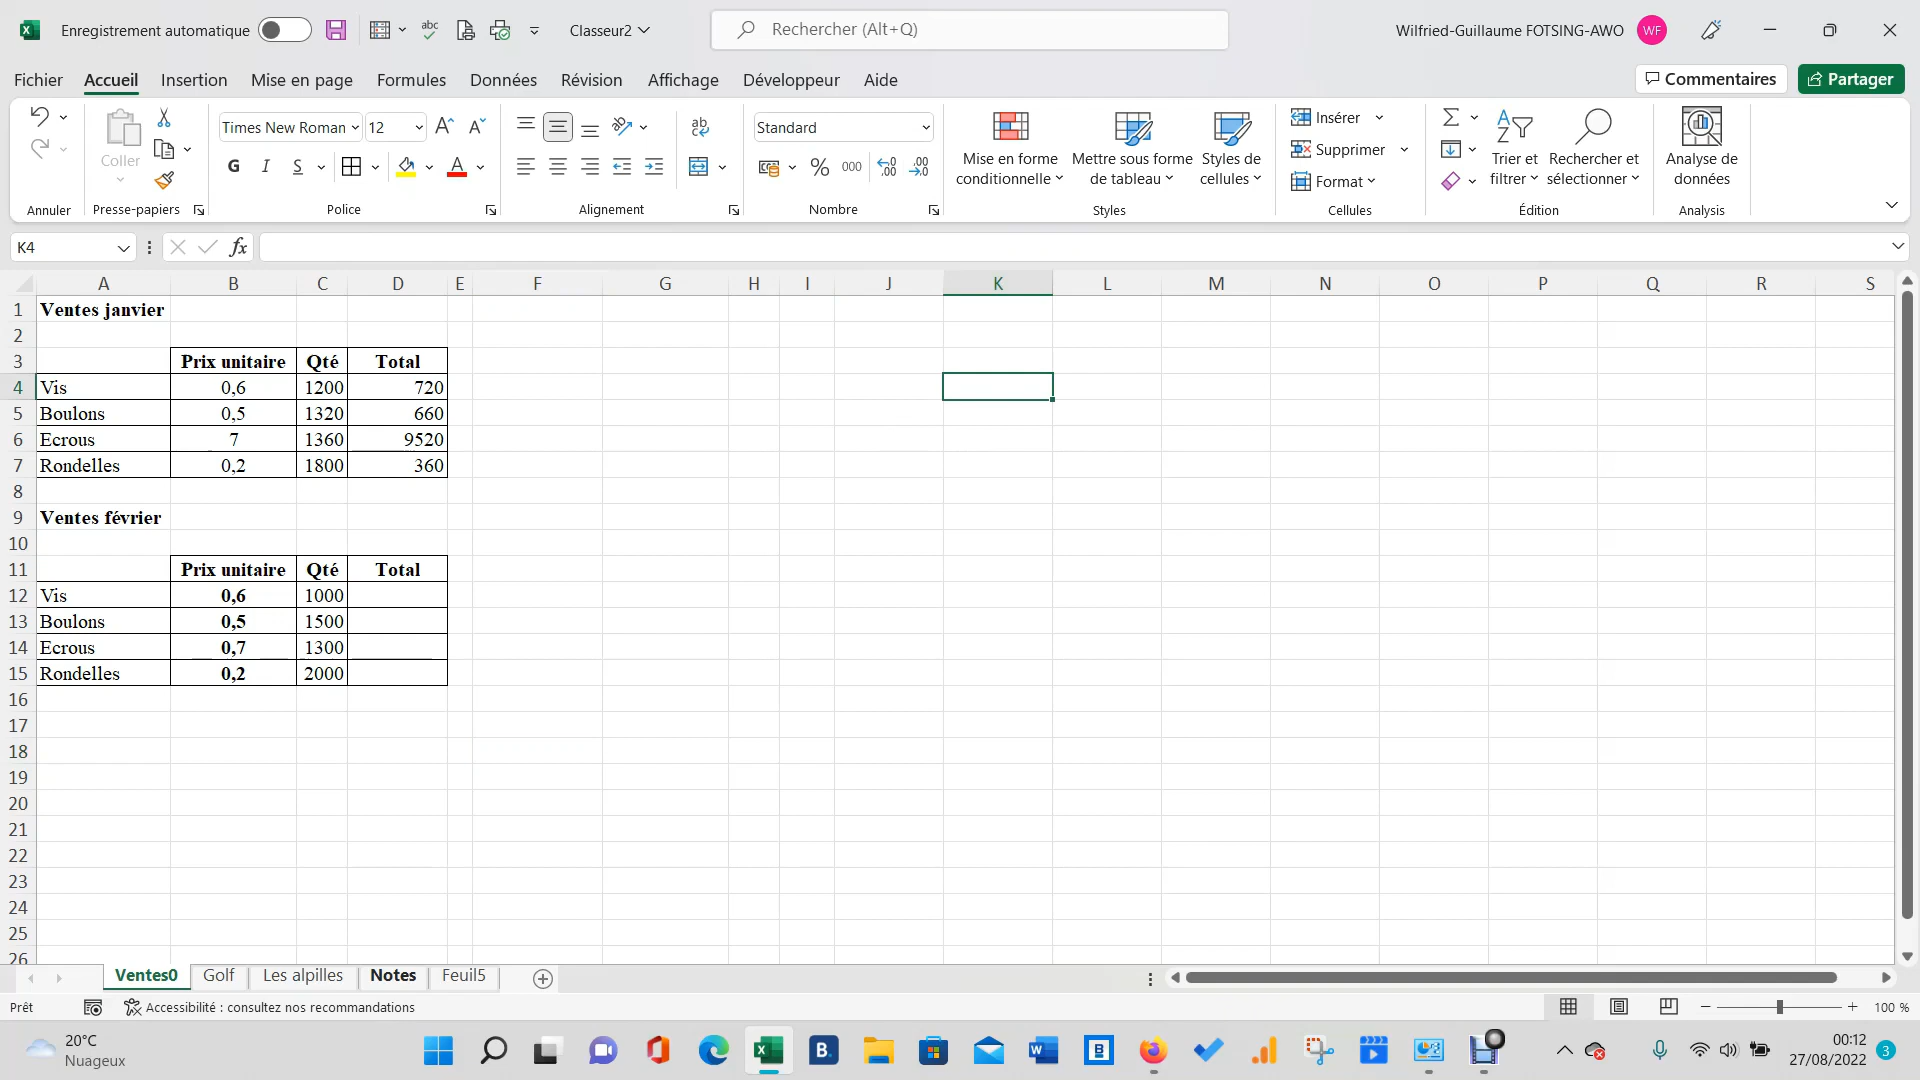 Enregistrement automatique
Classeur2
Rechercher (Alt+Q)
Wilfried-Guillaume FOTSING-AWO WF
Fichier Accueil Insertion Mise en page Formules Données Révision Affichage Développeur Aide
Commentaires Partager
Coller
Times New Roman 12
G I S
Standard
% 000
Mise en forme conditionnelle
Mettre sous forme de tableau
Styles de cellules
Insérer
Supprimer
Format
Trier et filtrer
Rechercher et sélectionner
Analyse de données
Annuler Presse-papiers Police Alignement Nombre Styles Cellules Édition Analysis
K4 fx
A B C D E F G H I J K L M N O P Q R S
1 Ventes janvier
2
3 Prix unitaire Qté Total
4 Vis 0,6 1200 720
5 Boulons 0,5 1320 660
6 Ecrous 7 1360 9520
7 Rondelles 0,2 1800 360
8
9 Ventes février
10
11 Prix unitaire Qté Total
12 Vis 0,6 1000
13 Boulons 0,5 1500
14 Ecrous 0,7 1300
15 Rondelles 0,2 2000
16
17
18
19
20
21
22
23
24
25
26
Ventes0 Golf Les alpilles Notes Feuil5
Prêt Accessibilité : consultez nos recommandations 100 %
20°C
Nuageux
00:12
27/08/2022 3